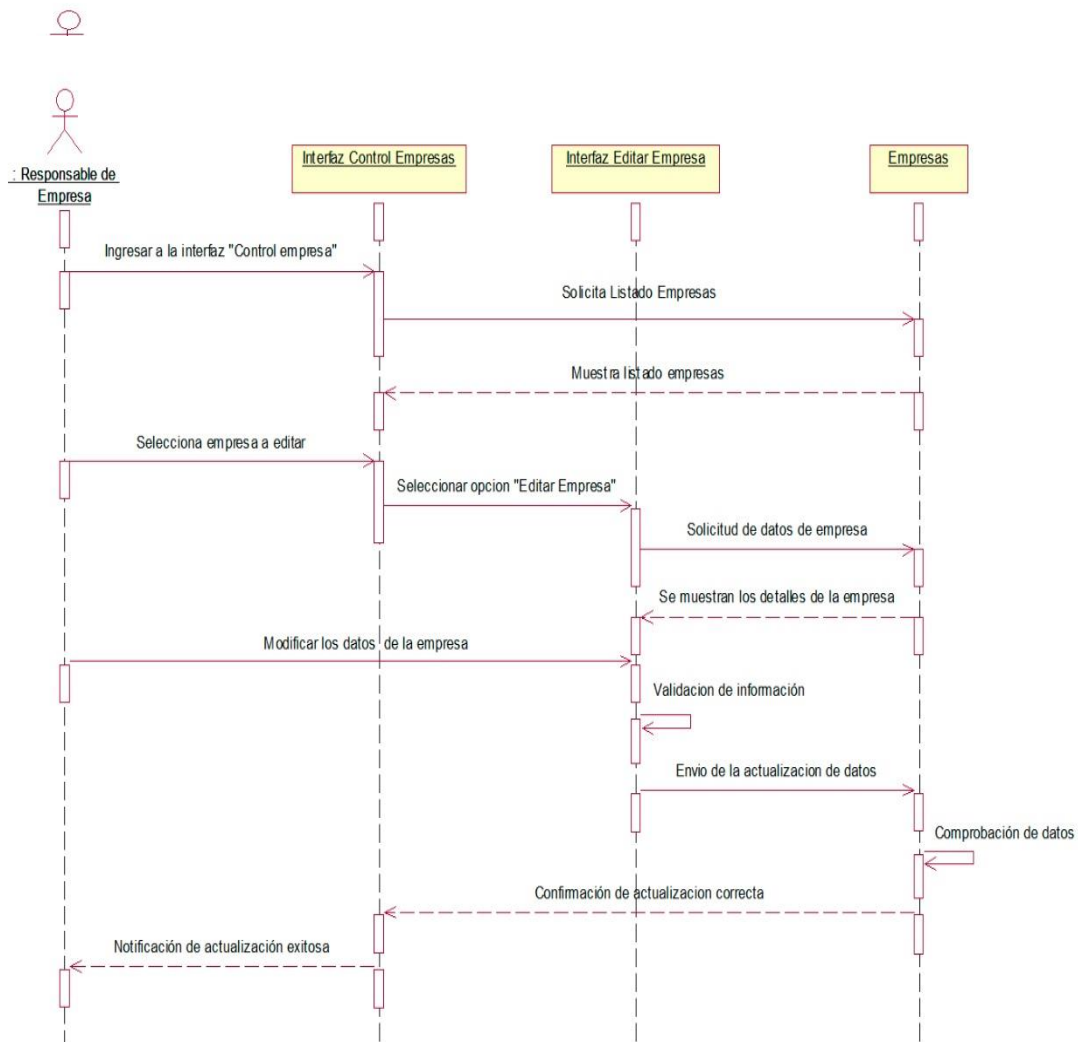 : Responsable de
Empresa
Interfaz Control Empresas
Interfaz Editar Empresa
Empresas
Ingresar a la interfaz "Control empresa"
Solicita Listado Empresas
Muestra listado empresas
Selecciona empresa a editar
Seleccionar opcion "Editar Empresa"
Solicitud de datos de empresa
Se muestran los detalles de la empresa
Modificar los datos de la empresa
Validacion de información
Envio de la actualizacion de datos
Comprobación de datos
Confirmación de actualizacion correcta
Notificación de actualización exitosa